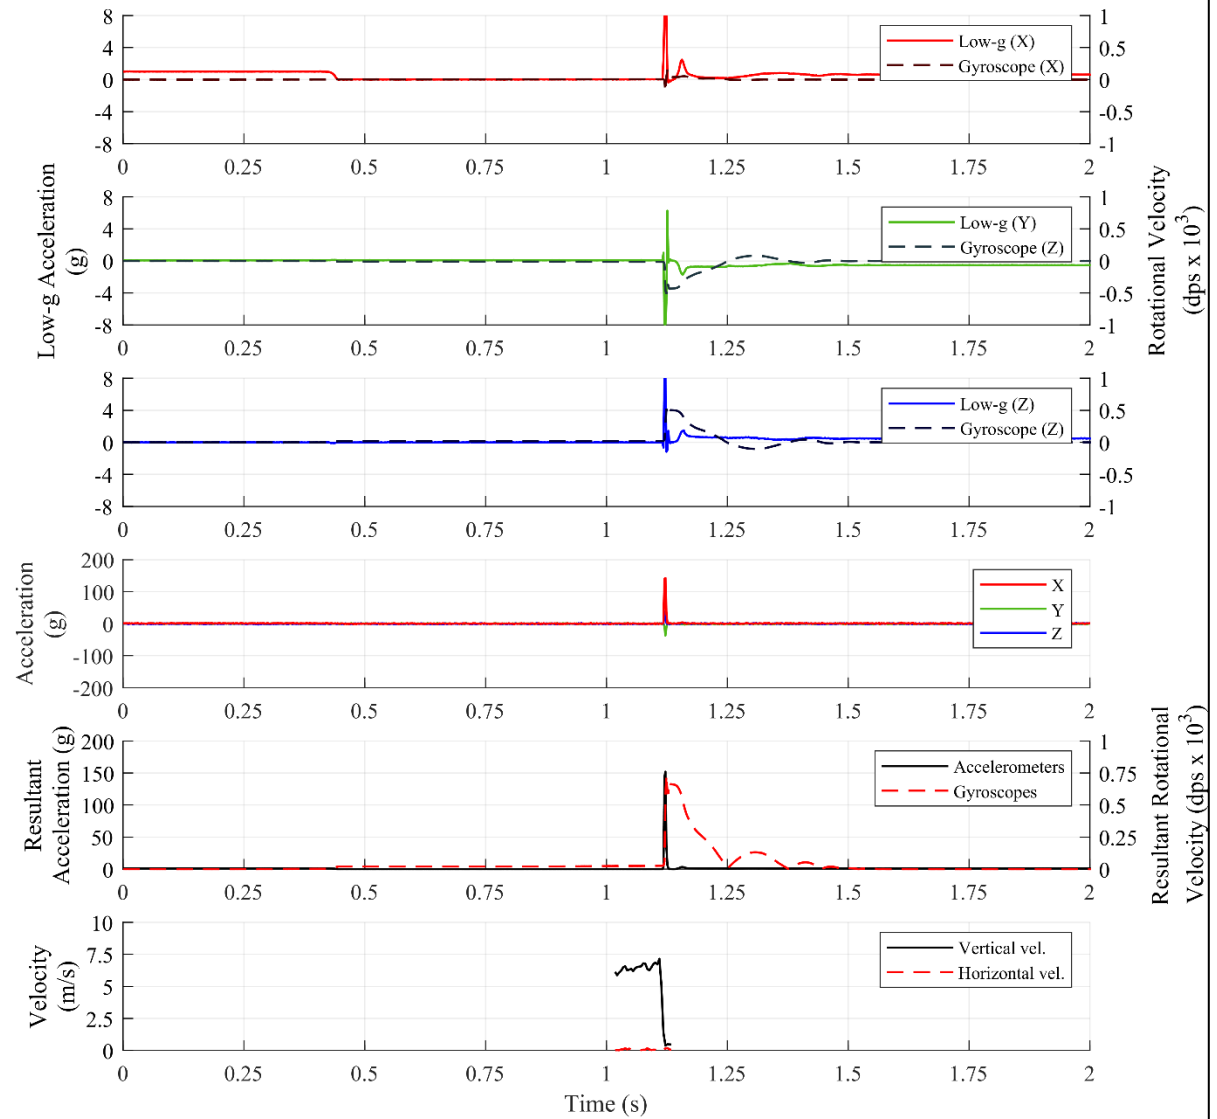 8
4
0
-4
-8
1
0.5
0
-0.5
-1
Low-g (X)
Gyroscope (X)
0 0.25 0.5 0.75 1 1.25 1.5 1.75 2
Low-g Acceleration
(g)
8
4
0
-4
-8
1
0.5
0
-0.5
-1
Rotational Velocity
(dps x 10³)
Low-g (Y)
Gyroscope (Z)
0 0.25 0.5 0.75 1 1.25 1.5 1.75 2
8
4
0
-4
-8
1
0.5
0
-0.5
-1
Low-g (Z)
Gyroscope (Z)
0 0.25 0.5 0.75 1 1.25 1.5 1.75 2
Acceleration
(g)
200
100
0
-100
-200
X
Y
Z
0 0.25 0.5 0.75 1 1.25 1.5 1.75 2
Resultant
Acceleration (g)
200
150
100
50
0
1
0.75
0.5
0.25
0
Resultant Rotational
Velocity (dps x 10³)
Accelerometers
Gyroscopes
0 0.25 0.5 0.75 1 1.25 1.5 1.75 2
Velocity
(m/s)
10
7.5
5
2.5
0
Vertical vel.
Horizontal vel.
0 0.25 0.5 0.75 1 1.25 1.5 1.75 2
Time (s)